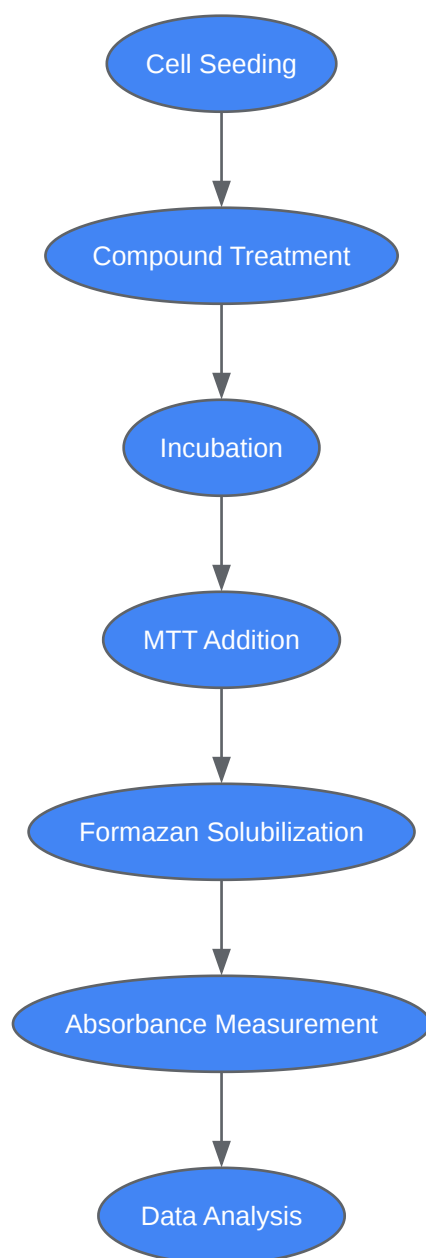 Cell Seeding
Compound Treatment
Incubation
MTT Addition
Formazan Solubilization
Absorbance Measurement
Data Analysis